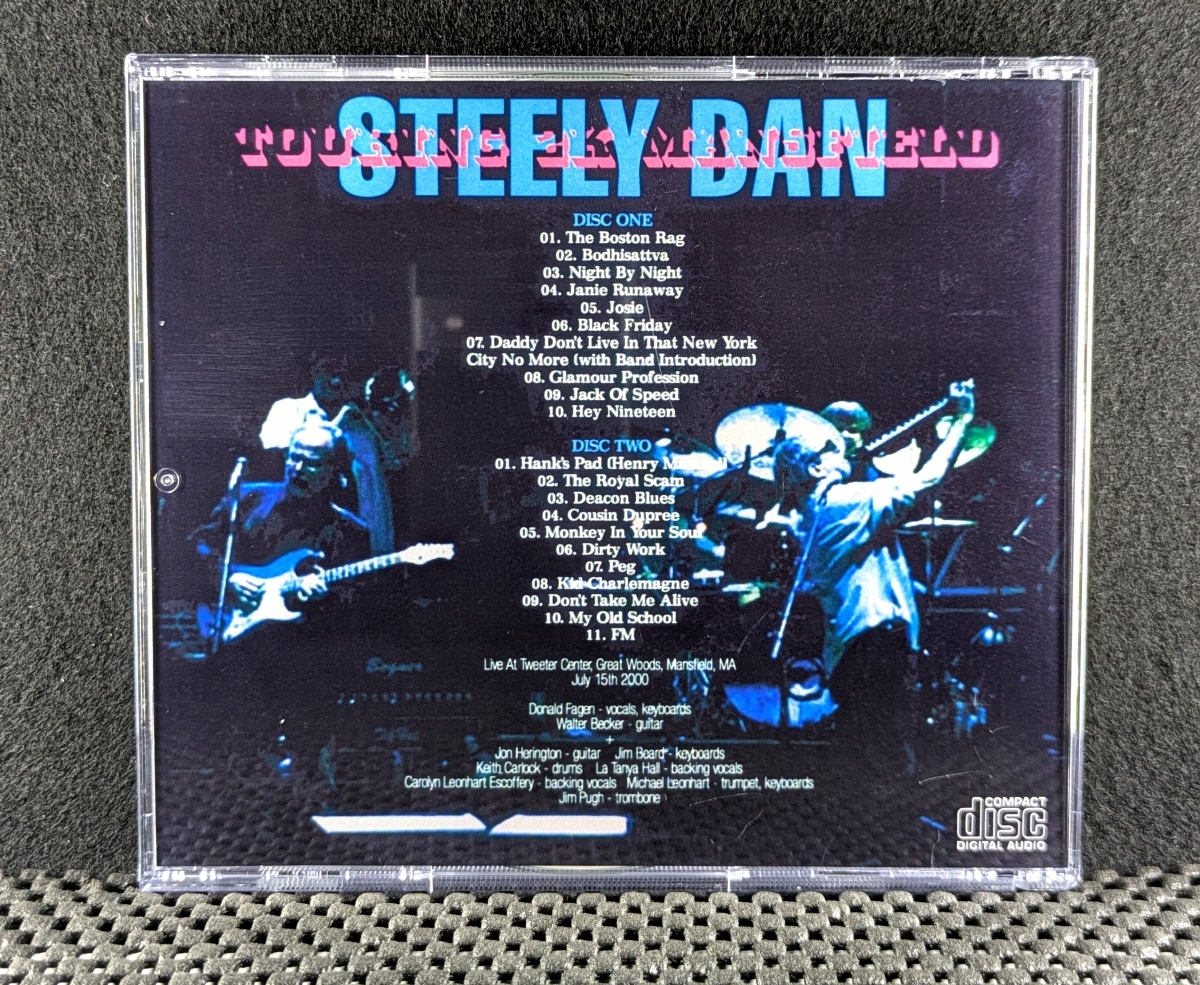 STEELY DAN
TOURING 2K MANSFIELD
DISC ONE
01. The Boston Rag
02. Bodhisattva
03. Night By Night
04. Janie Runaway
05. Josie
06. Black Friday
07. Daddy Don't Live In That New York
City No More (with Band Introduction)
08. Glamour Profession
09. Jack Of Speed
10. Hey Nineteen
DISC TWO
01. Hank's Pad (Henry
02. The Royal Scam
03. Deacon Blues
04. Cousin Dupree
05. Monkey In Your Soul
06. Dirty Work
07. Peg
08. Kid Charlemagne
09. Don't Take Me Alive
10. My Old School
11. FM
Live At Tweeter Center, Great Woods, Mansfield, MA
July 15th 2000
Donald Fagen - vocals, keyboards
Walter Becker - guitar
+
Jon Herington - guitar Jim Beard - keyboards
Keith Carlock - drums La Tanya Hall - backing vocals
Carolyn Leonhart Escoffery - backing vocals Michael Leonhart - trumpet, keyboards
Jim Pugh - trombone
COMPACT
disc
DIGITAL AUDIO